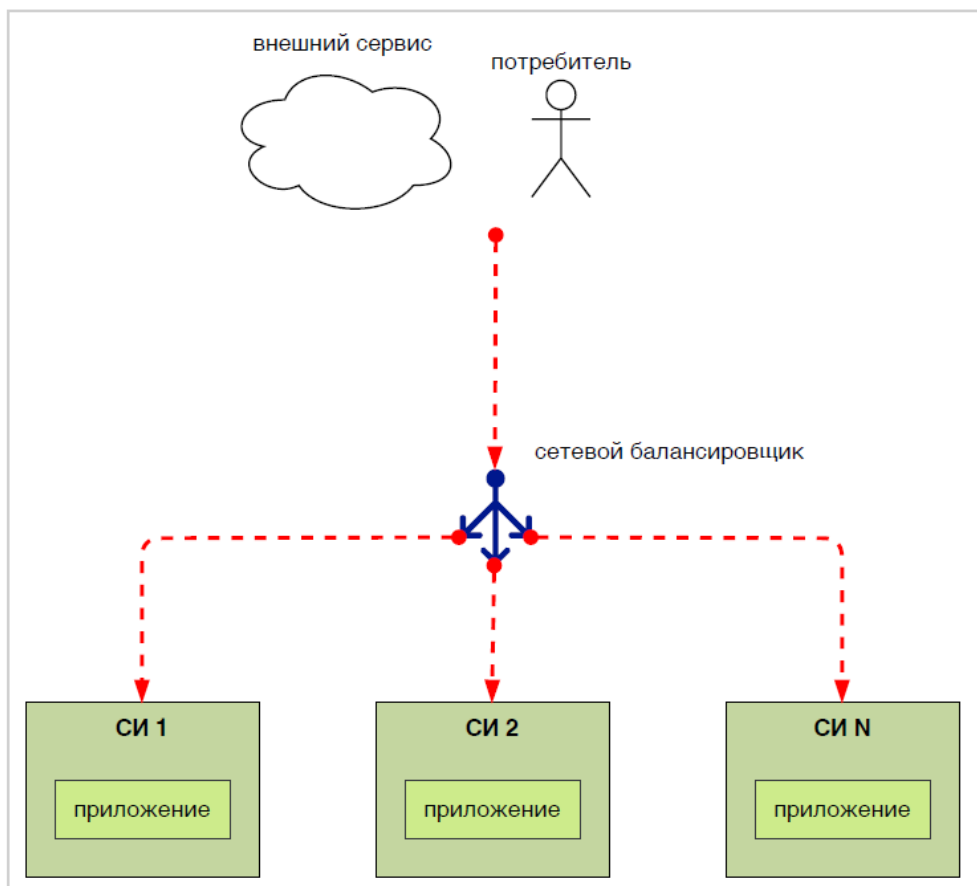 внешний сервис
потребитель
сетевой балансировщик
СИ 1
СИ 2
СИ N
приложение
приложение
приложение